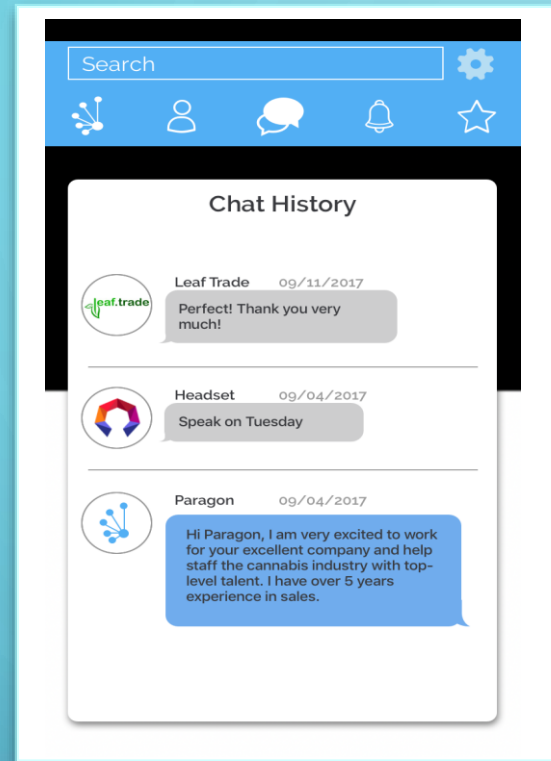 Search
Chat History
Leaf Trade 09/11/2017
leaf.trade
Perfect! Thank you very
much!
Headset 09/04/2017
Speak on Tuesday
Paragon 09/04/2017
Hi Paragon, I am very excited to work
for your excellent company and help
staff the cannabis industry with top-
level talent. I have over 5 years
experience in sales.